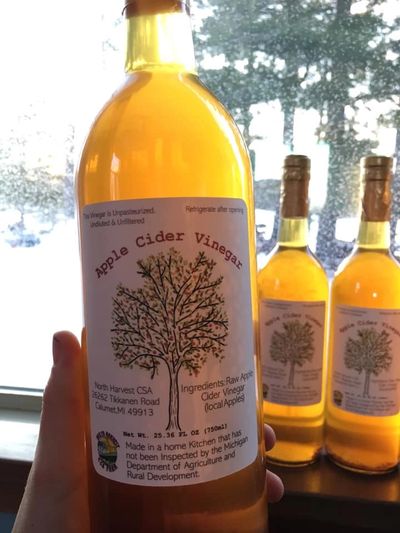 This Vinegar is Unpasteurized,
Undiluted & Unfiltered
Refrigerate after opening
Apple Cider Vinegar
North Harvest CSA
26262 Tikkanen Road
Calumet,MI 49913
Ingredients: Raw Apple
Cider Vinegar
(local Apples)
Net Wt. 25.36 FL OZ (750ml)
Made in a home Kitchen that has
not been Inspected by the Michigan
Department of Agriculture and
Rural Development.
Apple Cider Vinegar
Apple Cider Vinegar